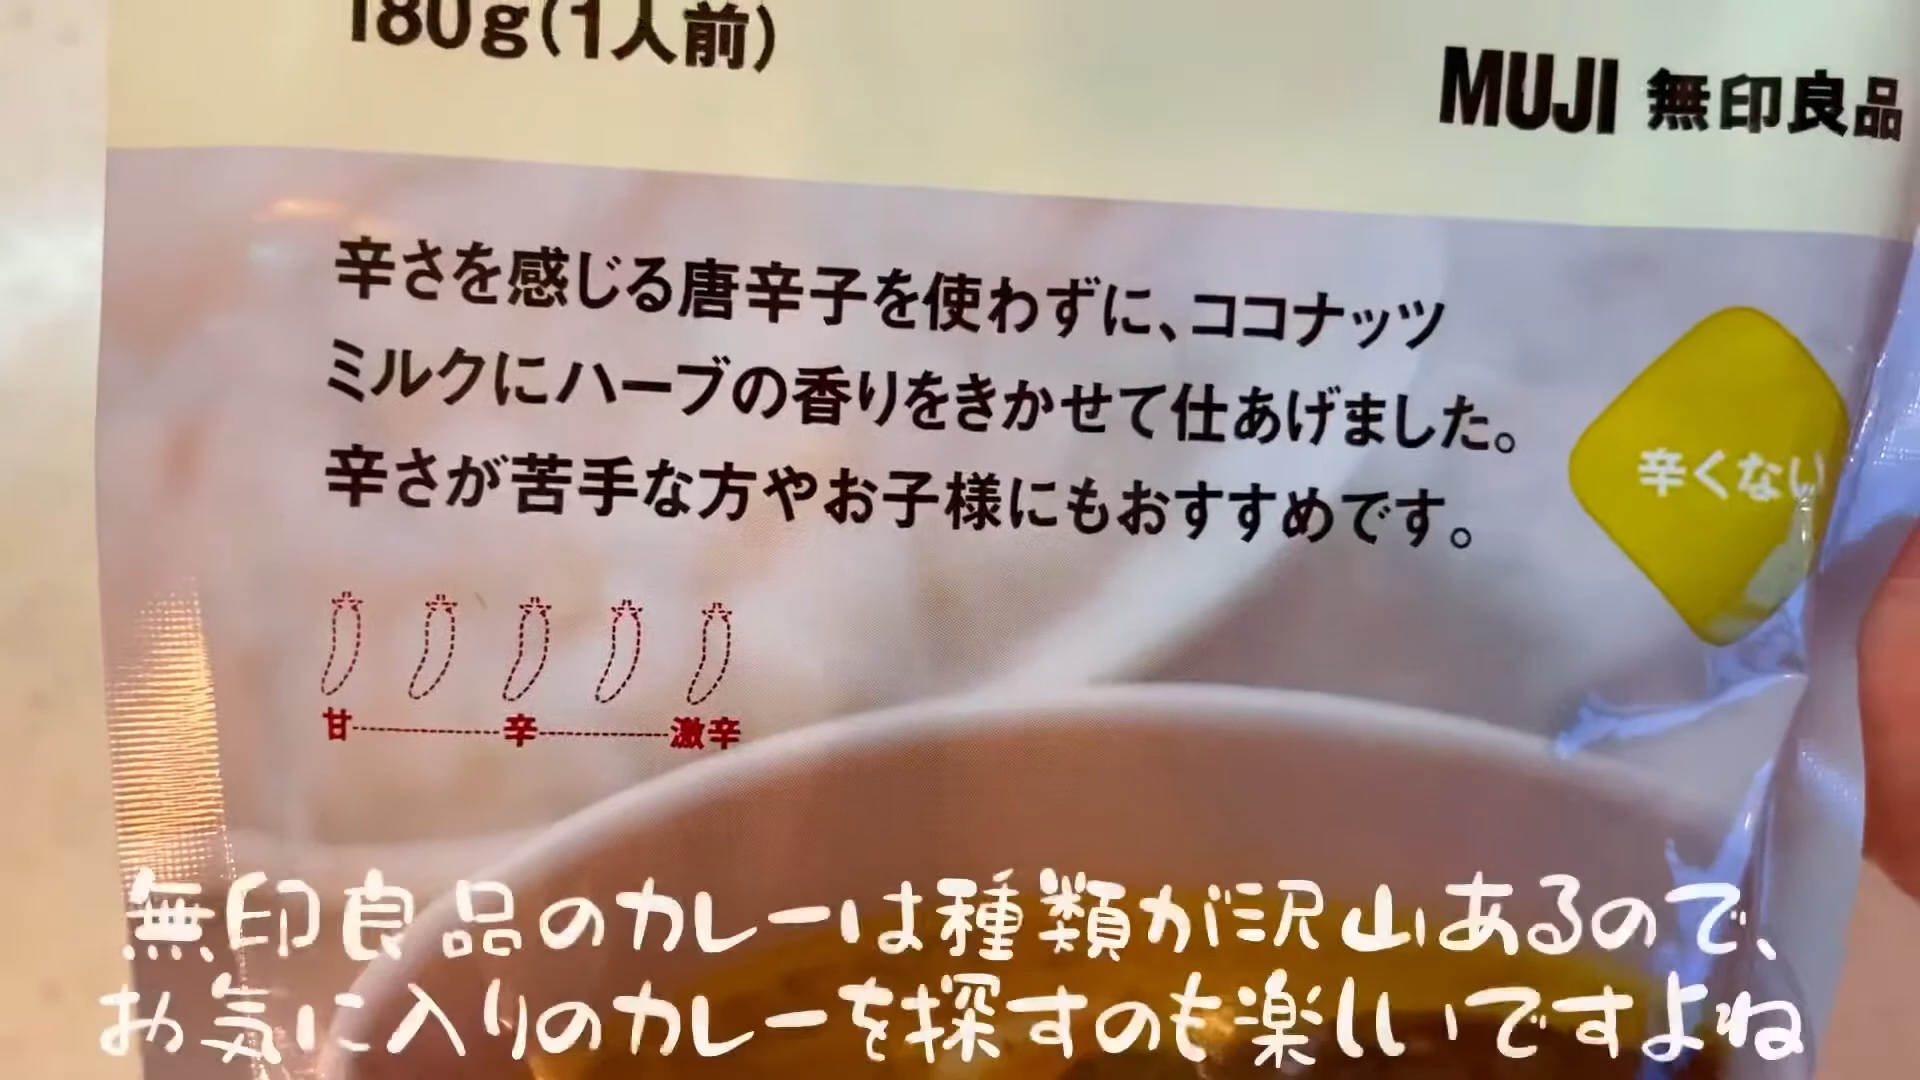 180g(1人前)
MUJI 無印良品
辛さを感じる唐辛子を使わずに、ココナッツ
ミルクにハーブの香りをきかせて仕あげました。
辛さが苦手な方やお子様にもおすすめです。
辛くない
甘 辛 激辛
無印良品のカレーは種類が沢山あるので、
お気に入りのカレーを探すのも楽しいですよね